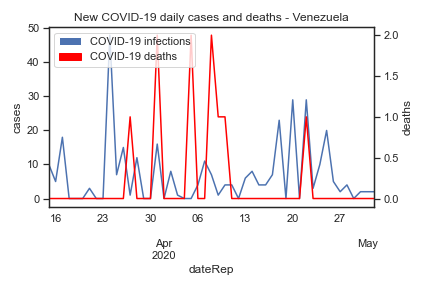 New COVID-19 daily cases and deaths - Venezuela
COVID-19 infections
COVID-19 deaths
50
40
30
20
10
0
cases
2.0
1.5
1.0
0.5
0.0
deaths
16 23 30 06 13 20 27
Apr May
2020
dateRep